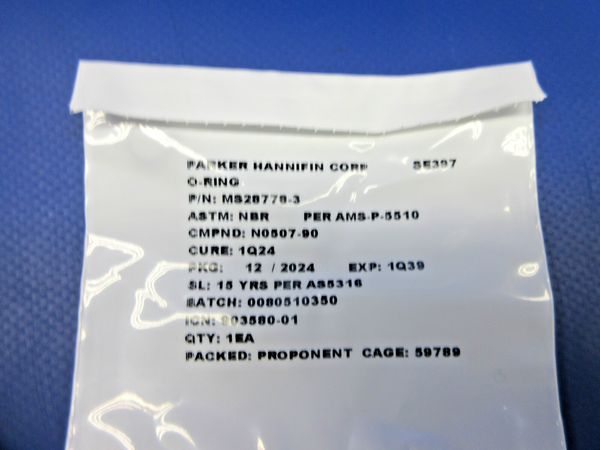 PARKER HANNIFIN CORP SE397
O-RING
P/N: MS28778-3
ASTM: NBR PER AMS-P-5510
CMPND: N0507-90
CURE: 1Q24
PKG: 12 / 2024 EXP: 1Q39
SL: 15 YRS PER AS5316
BATCH: 0080510350
ICN: 903580-01
QTY: 1EA
PACKED: PROPONENT CAGE: 59789